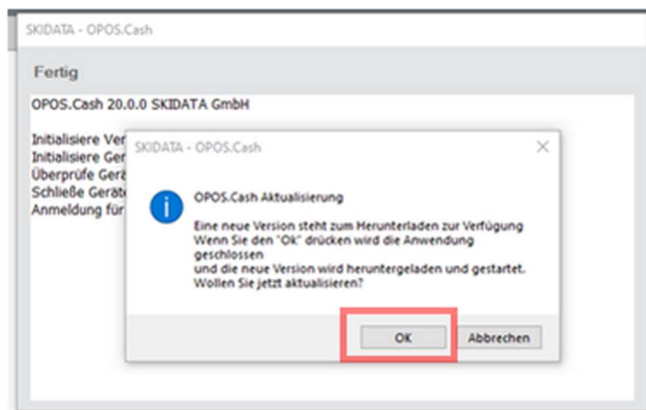 SKIDATA - OPOS.Cash
Fertig
OPOS.Cash 20.0.0 SKIDATA GmbH
Initialisiere Ver
Initialisiere Ger
Überprüfe Gerä
Schließe Geräte
Anmeldung für
SKIDATA - OPOS.Cash
OPOS.Cash Aktualisierung
Eine neue Version steht zum Herunterladen zur Verfügung
Wenn Sie den "Ok" drücken wird die Anwendung
geschlossen
und die neue Version wird heruntergeladen und gestartet.
Wollen Sie jetzt aktualisieren?
OK
Abbrechen